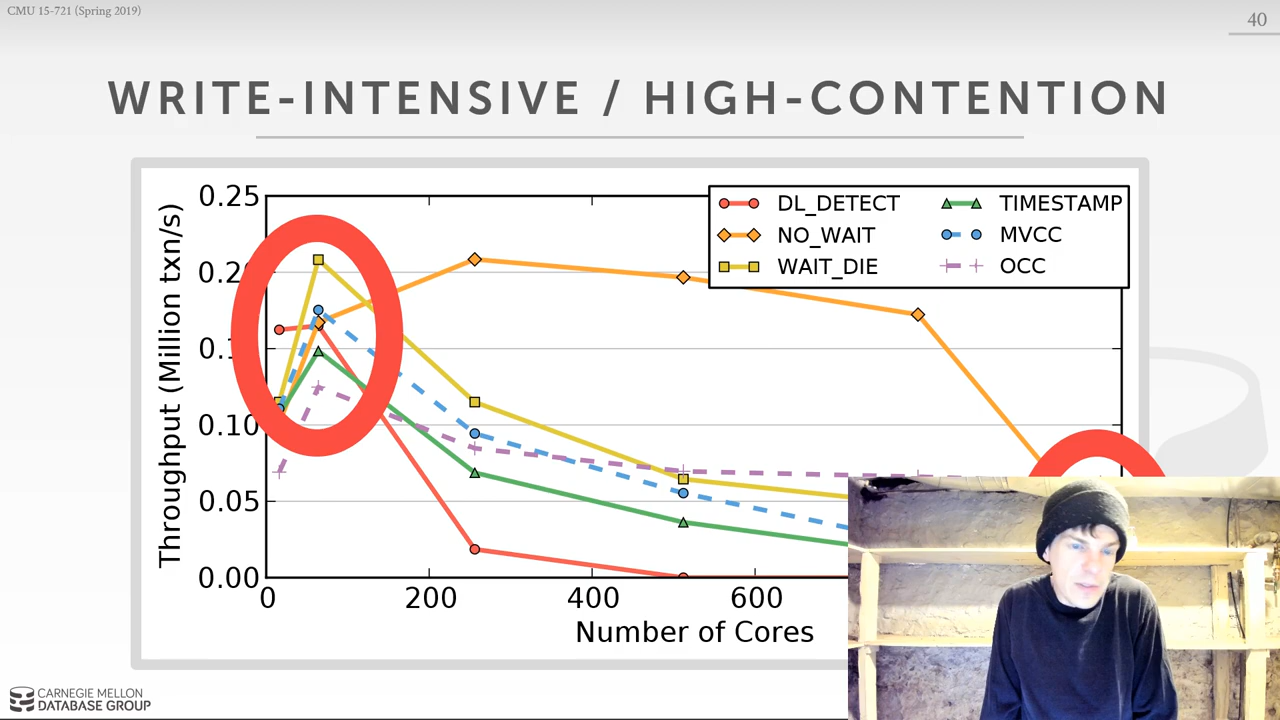 CMU 15-721 (Spring 2019)
40
WRITE-INTENSIVE / HIGH-CONTENTION
Throughput (Million txn/s)
0.25
0.10
0.05
0.00
0
200
400
600
Number of Cores
DL_DETECT
NO_WAIT
WAIT_DIE
TIMESTAMP
MVCC
OCC
CARNEGIE MELLON
DATABASE GROUP